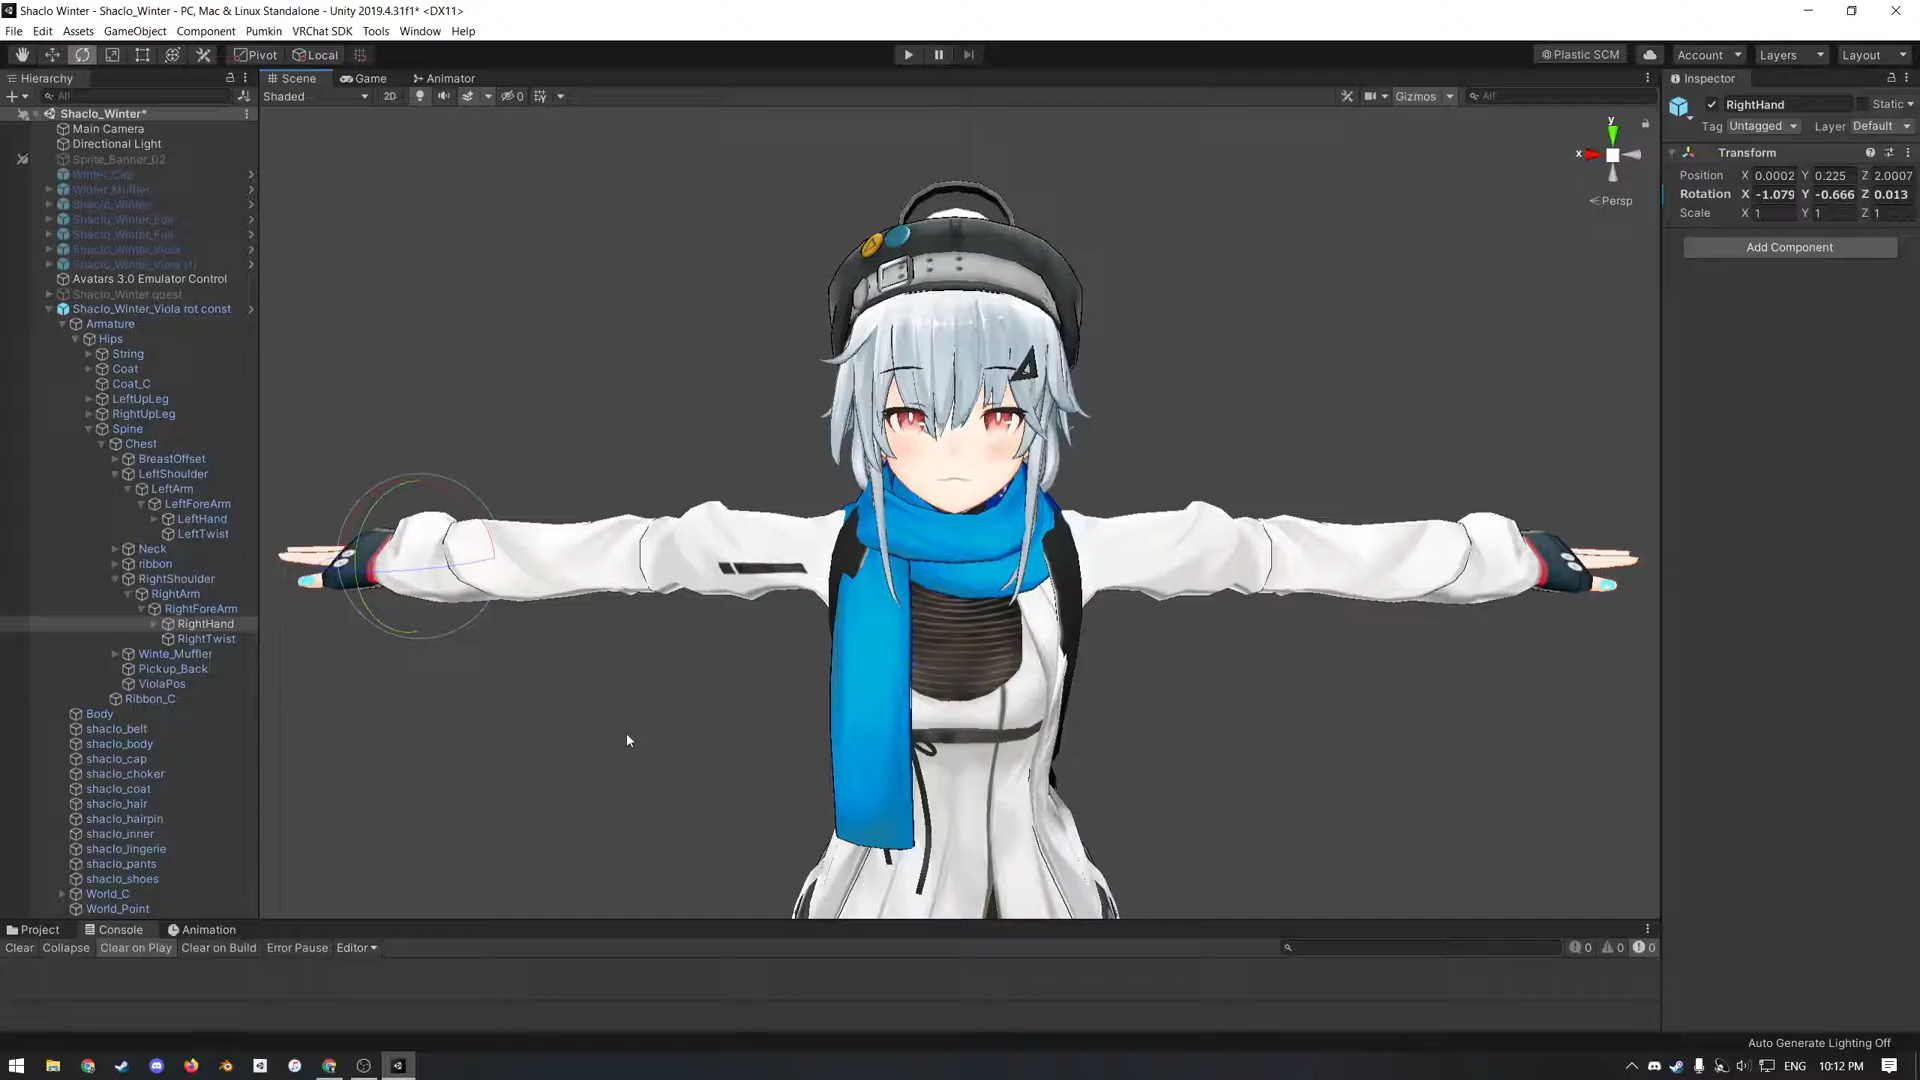 Shaclo Winter - Shaclo_Winter - PC, Mac & Linux Standalone - Unity 2019.4.31f1* <DX11>
File Edit Assets GameObject Component Pumkin VRChat SDK Tools Window Help
Pivot Local
Plastic SCM Account Layers Layout
Hierarchy
All
Shaclo_Winter*
Main Camera
Directional Light
Sprite_Banner_02
Winter_Cap
Winter_Muffler
Shaclo_Winter
Shaclo_Winter_Edit
Shaclo_Winter_Full
Shaclo_Winter_Viola
Shaclo_Winter_Viola (1)
Avatars 3.0 Emulator Control
Shaclo_Winter quest
Shaclo_Winter_Viola rot const
Armature
Hips
String
Coat
Coat_C
LeftUpLeg
RightUpLeg
Spine
Chest
BreastOffset
LeftShoulder
LeftArm
LeftForeArm
LeftHand
LeftTwist
Neck
ribbon
RightShoulder
RightArm
RightForeArm
RightHand
RightTwist
Winte_Muffler
Pickup_Back
ViolaPos
Ribbon_C
Body
shaclo_belt
shaclo_body
shaclo_cap
shaclo_choker
shaclo_coat
shaclo_hair
shaclo_hairpin
shaclo_inner
shaclo_lingerie
shaclo_pants
shaclo_shoes
World_C
World_Point
Scene Game Animator
Shaded 2D 0 Gizmos All
y
x
Persp
Inspector
RightHand Static
Tag Untagged Layer Default
Transform
Position X 0.0002 Y 0.225 Z 2.0007
Rotation X -1.079 Y -0.666 Z 0.013
Scale X 1 Y 1 Z 1
Add Component
Project Console Animation
Clear Collapse Clear on Play Clear on Build Error Pause Editor 0 0 0
Auto Generate Lighting Off
ENG 10:12 PM